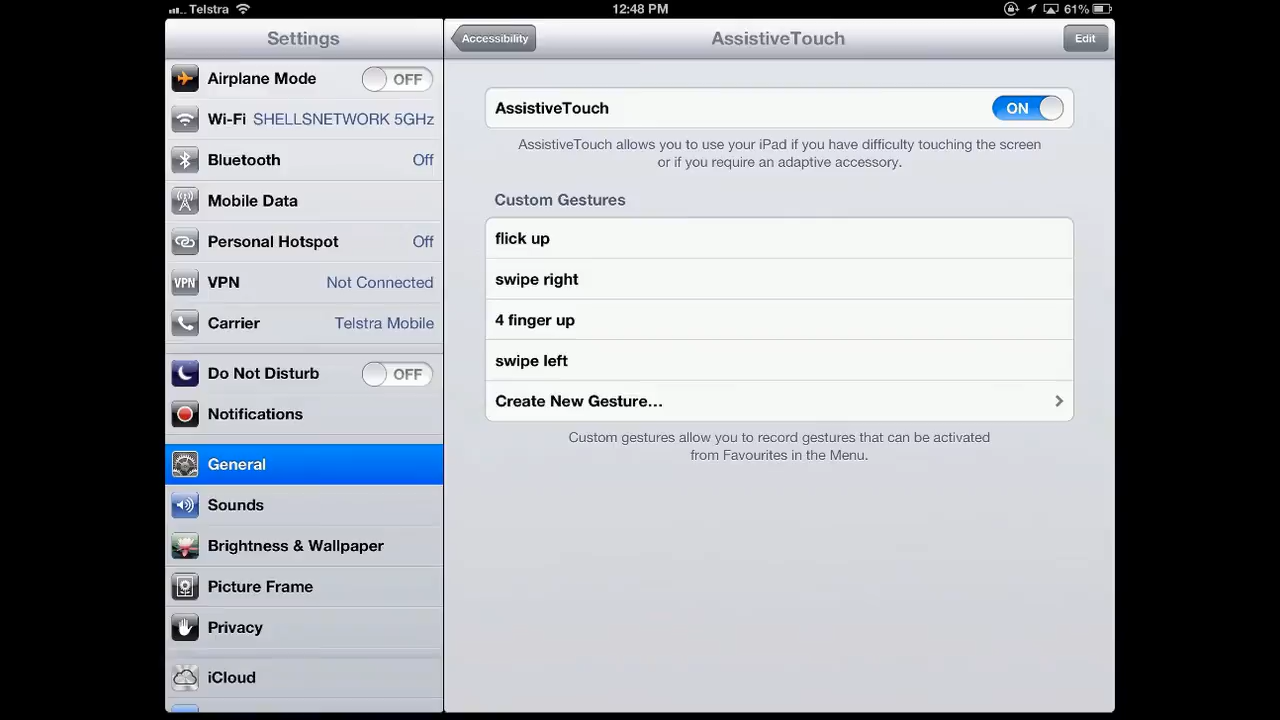 Telstra
12:48 PM
61%
Settings
Airplane Mode OFF
Wi-Fi SHELLSNETWORK 5GHz
Bluetooth Off
Mobile Data
Personal Hotspot Off
VPN VPN Not Connected
Carrier Telstra Mobile
Do Not Disturb OFF
Notifications
General
Sounds
Brightness & Wallpaper
Picture Frame
Privacy
iCloud
Accessibility
AssistiveTouch
Edit
AssistiveTouch ON
AssistiveTouch allows you to use your iPad if you have difficulty touching the screen
or if you require an adaptive accessory.
Custom Gestures
flick up
swipe right
4 finger up
swipe left
Create New Gesture...
Custom gestures allow you to record gestures that can be activated
from Favourites in the Menu.